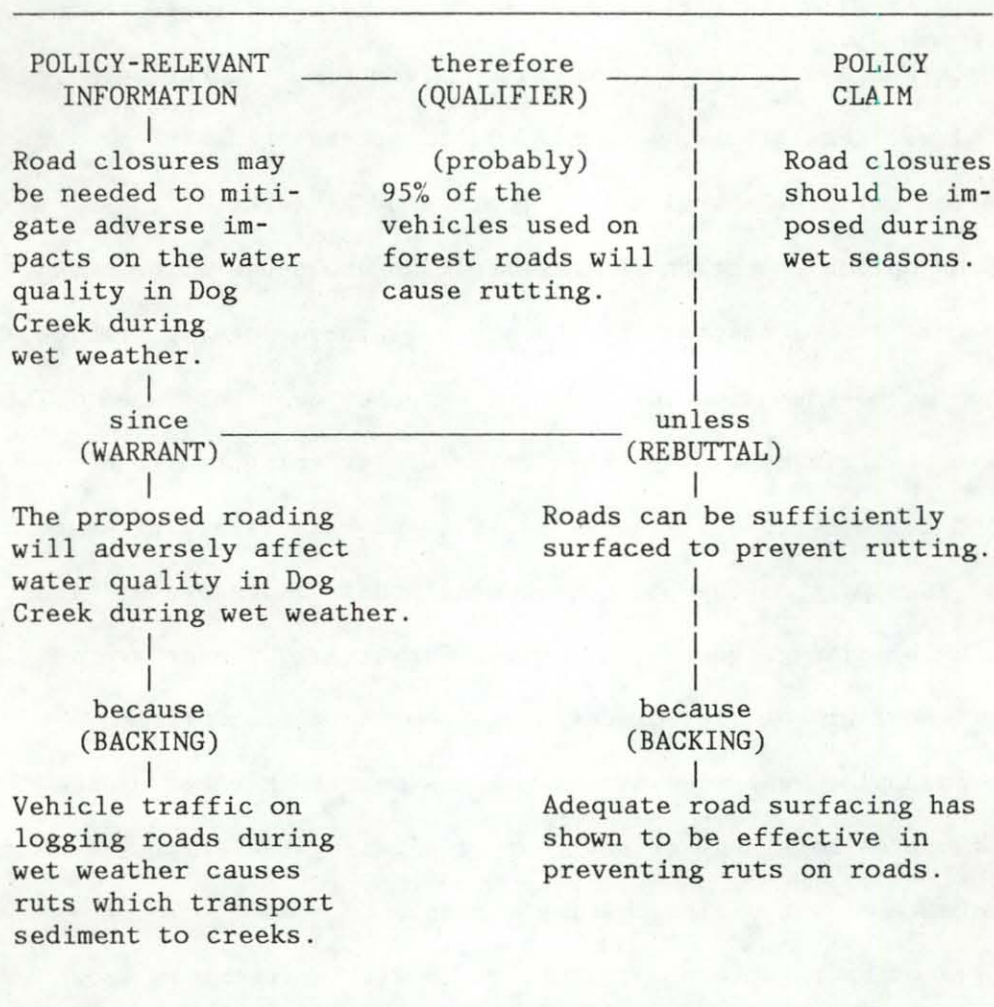 POLICY-RELEVANT therefore POLICY
INFORMATION (QUALIFIER) CLAIM
Road closures may
be needed to miti-
gate adverse im-
pacts on the water
quality in Dog
Creek during
wet weather.
(probably)
95% of the
vehicles used on
forest roads will
cause rutting.
Road closures
should be im-
posed during
wet seasons.
since
(WARRANT)
unless
(REBUTTAL)
The proposed roading
will adversely affect
water quality in Dog
Creek during wet weather.
Roads can be sufficiently
surfaced to prevent rutting.
because
(BACKING)
because
(BACKING)
Vehicle traffic on
logging roads during
wet weather causes
ruts which transport
sediment to creeks.
Adequate road surfacing has
shown to be effective in
preventing ruts on roads.